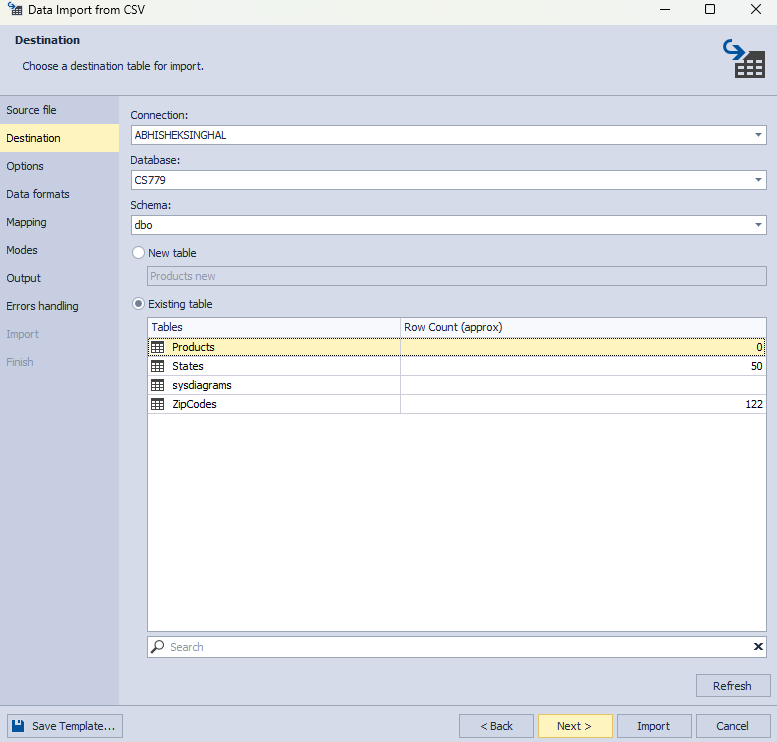 Data Import from CSV
Destination
Choose a destination table for import.
Source file
Destination
Options
Data formats
Mapping
Modes
Output
Errors handling
Import
Finish
Connection:
ABHISHEKSINGHAL
Database:
CS779
Schema:
dbo
New table
Products new
Existing table
Tables Row Count (approx)
Products 0
States 50
sysdiagrams
ZipCodes 122
Search
Refresh
Save Template... < Back Next > Import Cancel